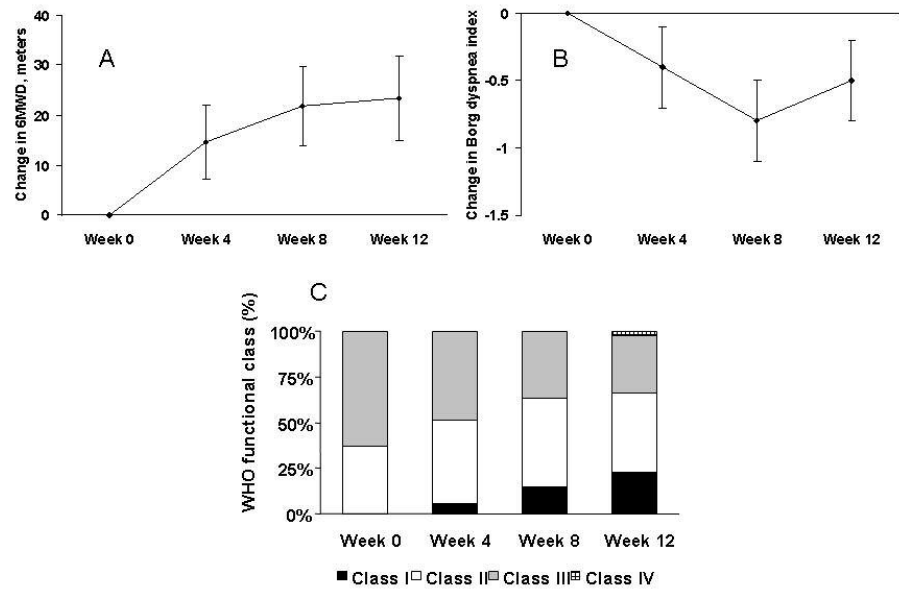 A
Change in 6MWD, meters
40
30
20
10
0
Week 0 Week 4 Week 8 Week 12
B
Change in Borg dyspnea index
0
-0.5
-1
-1.5
Week 0 Week 4 Week 8 Week 12
C
WHO functional class (%)
100%
75%
50%
25%
0%
Week 0 Week 4 Week 8 Week 12
Class I Class II Class III Class IV